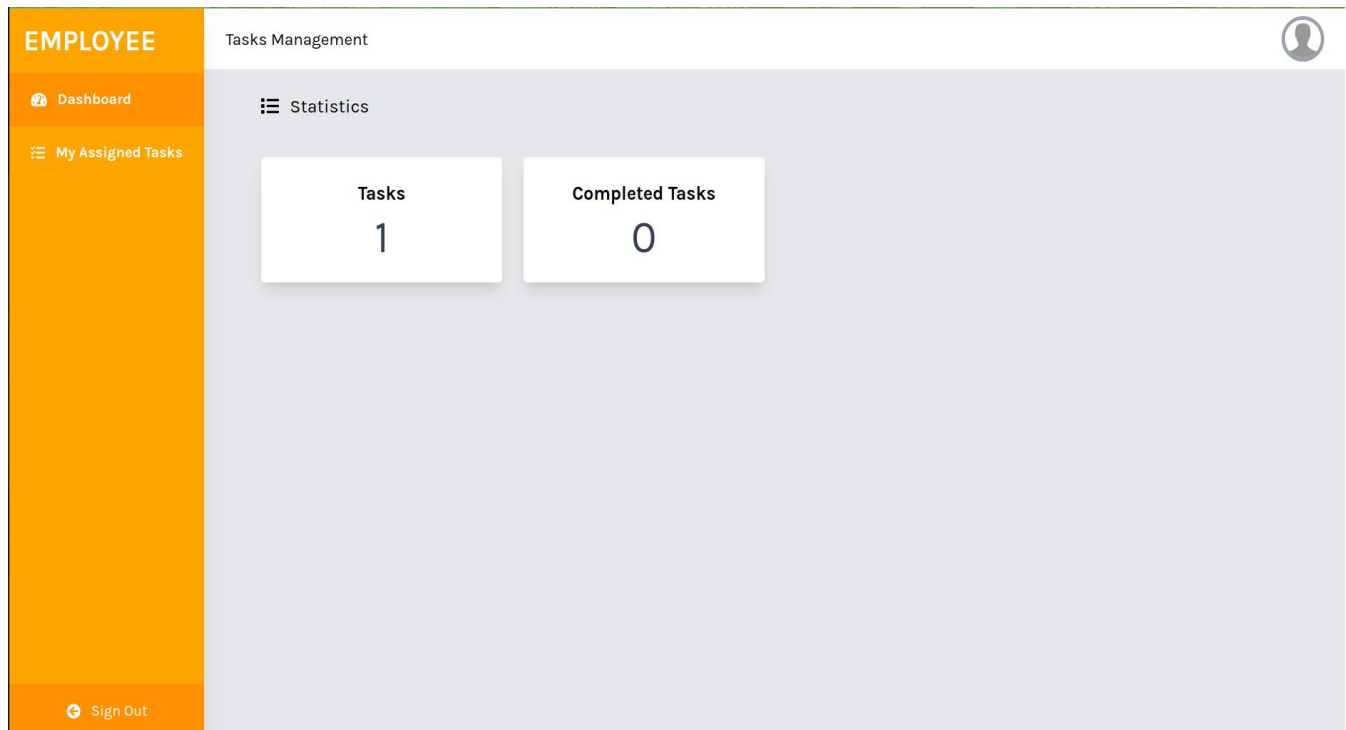 EMPLOYEE
Tasks Management
Dashboard
My Assigned Tasks
Statistics
Tasks
1
Completed Tasks
0
Sign Out